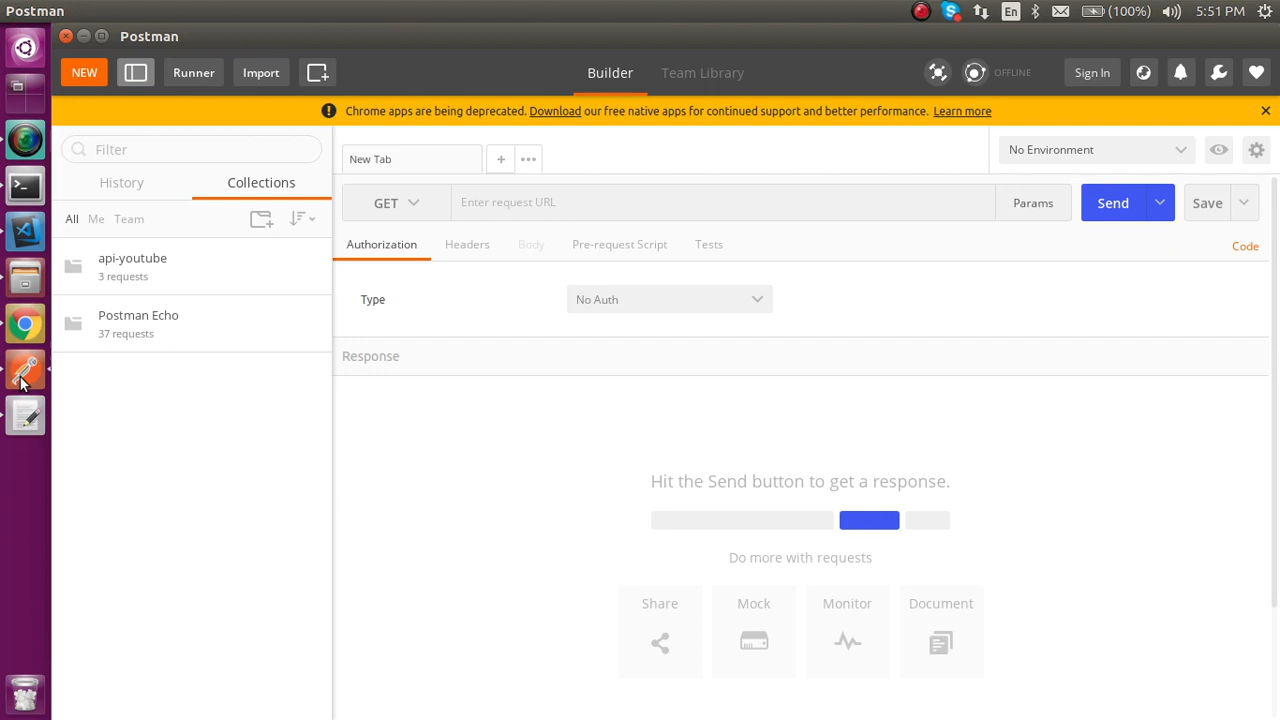 Postman
En
(100%)
5:51 PM
Postman
NEW
Runner
Import
Builder
Team Library
OFFLINE
Sign In
Chrome apps are being deprecated. Download our free native apps for continued support and better performance. Learn more
Filter
History
Collections
All
Me
Team
api-youtube
3 requests
Postman Echo
37 requests
New Tab
No Environment
GET
Enter request URL
Params
Send
Save
Authorization
Headers
Body
Pre-request Script
Tests
Code
Type
No Auth
Response
Hit the Send button to get a response.
Do more with requests
Share
Mock
Monitor
Document